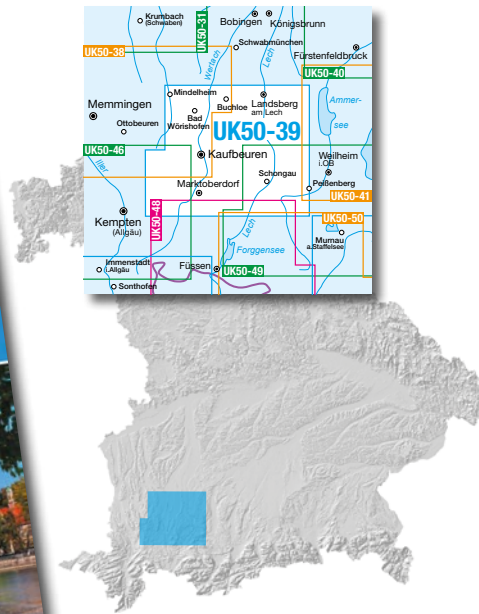 Krumbach
(Schwaben)
UK50-31
Bobingen
Königsbrunn
UK50-38
Wertach
Schwabmünchen
Lech
Fürstenfeldbruck
UK50-40
Mindelheim
Memmingen
Buchloe
Landsberg
am Lech
Ammer-
see
Bad
Wörishofen
Ottobeuren
UK50-39
UK50-46
Kaufbeuren
Weilheim
i.OB
Iller
Marktoberdorf
Schongau
Peißenberg
UK50-41
UK50-48
Kempten
(Allgäu)
Lech
UK50-50
Murnau
a.Staffelsee
Forggensee
Immenstadt
i.Allgäu
Füssen
UK50-49
Sonthofen